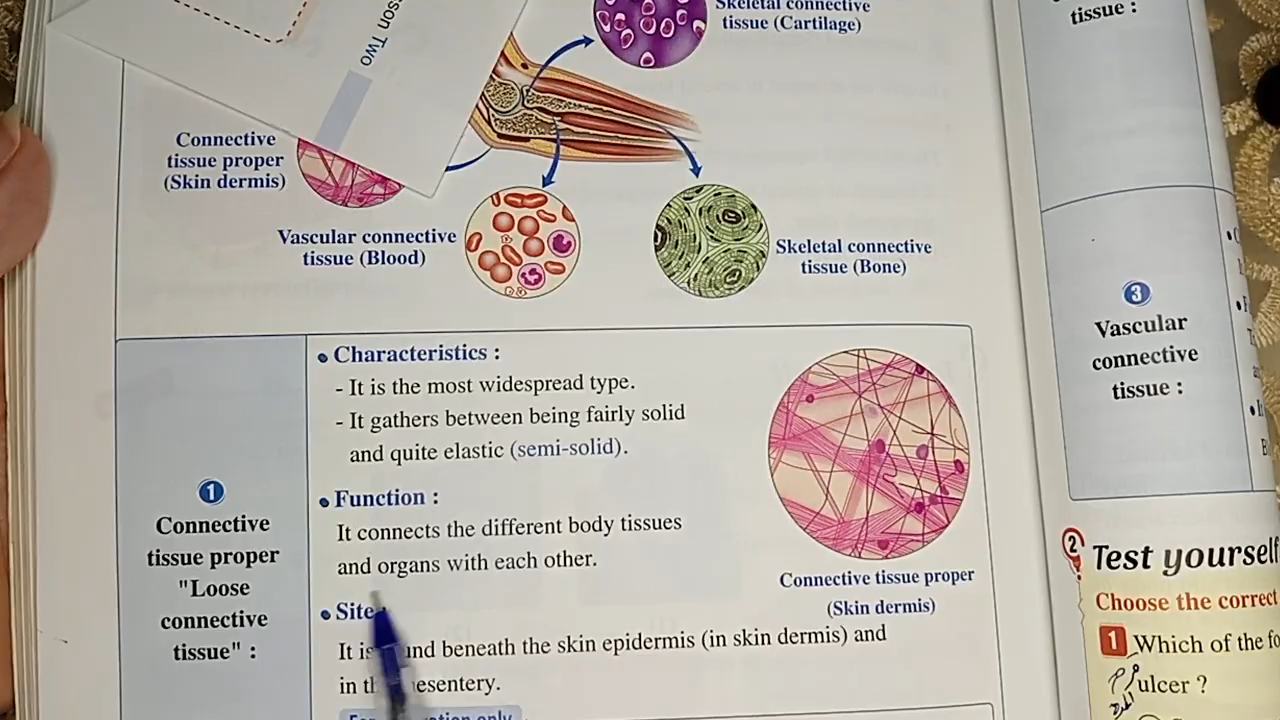 Skeletal connective
tissue (Cartilage)
Two
Connective
tissue proper
(Skin dermis)
Vascular connective
tissue (Blood)
Skeletal connective
tissue (Bone)
1
Connective
tissue proper
"Loose
connective
tissue" :
• Characteristics :
- It is the most widespread type.
- It gathers between being fairly solid
and quite elastic (semi-solid).
• Function :
It connects the different body tissues
and organs with each other.
• Site
It is beneath the skin epidermis (in skin dermis) and
in
Connective tissue proper
(Skin dermis)
tissue :
3
Vascular
connective
tissue :
2 Test yourself
Choose the correct
1 Which of the
ulcer ?